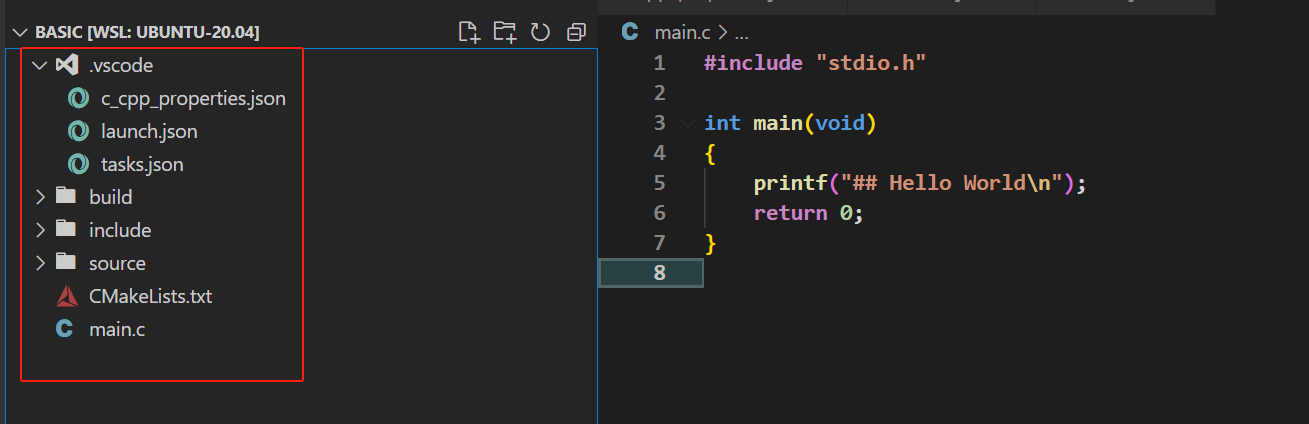 BASIC [WSL: UBUNTU-20.04]
.vscode
c_cpp_properties.json
launch.json
tasks.json
build
include
source
CMakeLists.txt
main.c
main.c > ...
1 #include "stdio.h"
2
3 int main(void)
4 {
5 printf("## Hello World\n");
6 return 0;
7 }
8